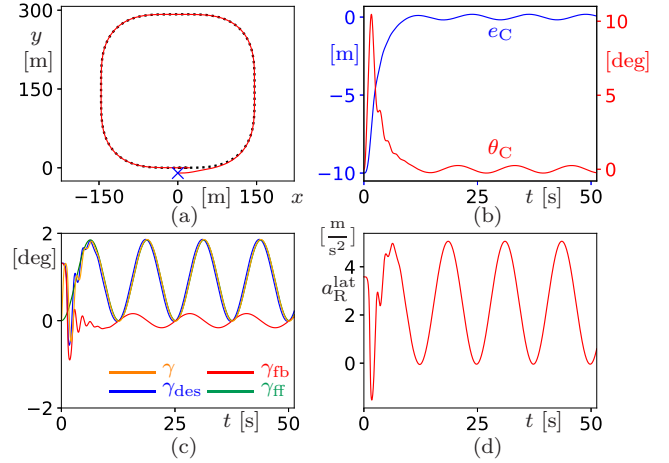 y
[m]
300
150
0
−150
0
[m]
150
x
(a)
0
[m]
−5
−10
e_C
θ_C
10
[deg]
5
0
0
25
t [s]
50
(b)
2
[deg]
0
−2
γ
γ_fb
γ_des
γ_ff
0
25
t [s]
50
(c)
[m/s²]
4
a_R^lat
2
0
0
25
t [s]
50
(d)